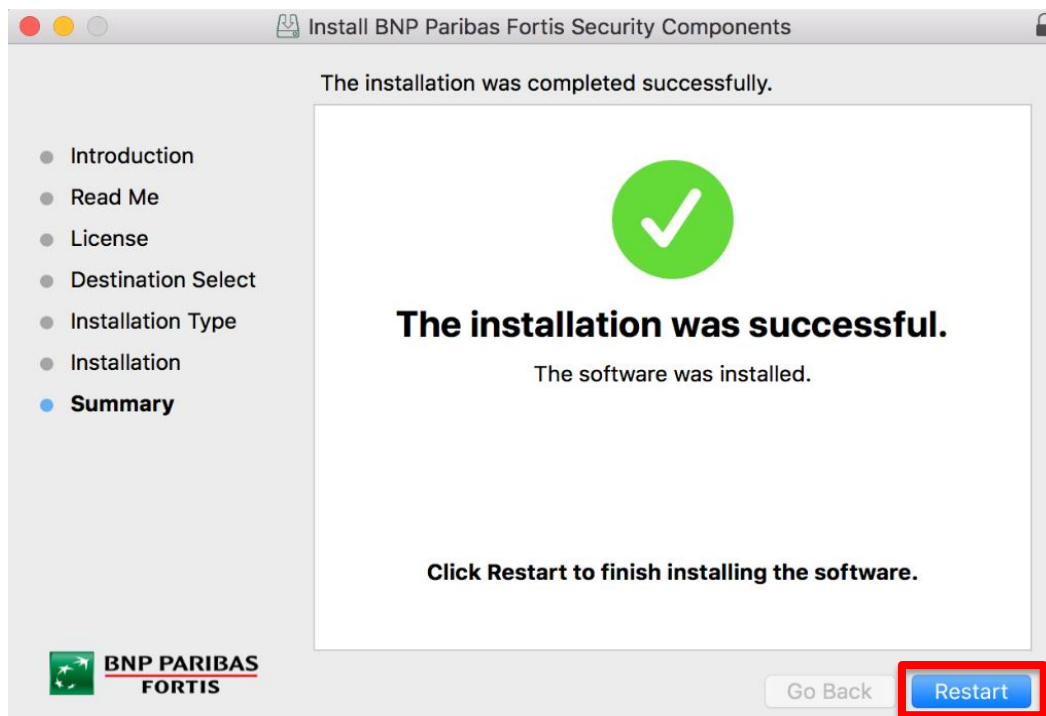 Install BNP Paribas Fortis Security Components
The installation was completed successfully.
Introduction
Read Me
License
Destination Select
Installation Type
Installation
Summary
The installation was successful.
The software was installed.
Click Restart to finish installing the software.
BNP PARIBAS
FORTIS
Go Back
Restart